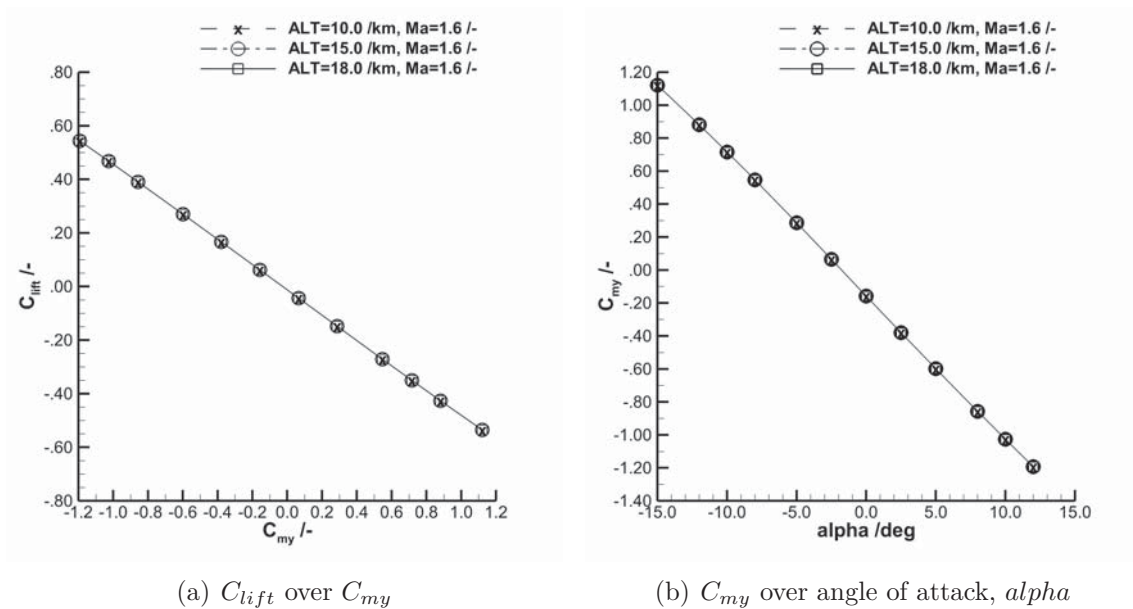 ALT=10.0 /km, Ma=1.6 /-
ALT=15.0 /km, Ma=1.6 /-
ALT=18.0 /km, Ma=1.6 /-
.80
.60
.40
.20
.00
-.20
-.40
-.60
-.80
C_lift /-
-1.2 -1.0 -0.8 -0.6 -0.4 -0.2 0.0 0.2 0.4 0.6 0.8 1.0 1.2
C_my /-
(a) C_lift over C_my
ALT=10.0 /km, Ma=1.6 /-
ALT=15.0 /km, Ma=1.6 /-
ALT=18.0 /km, Ma=1.6 /-
1.20
1.00
.80
.60
.40
.20
.00
-.20
-.40
-.60
-.80
-1.00
-1.20
-1.40
C_my /-
-15.0 -10.0 -5.0 0.0 5.0 10.0 15.0
alpha /deg
(b) C_my over angle of attack, alpha